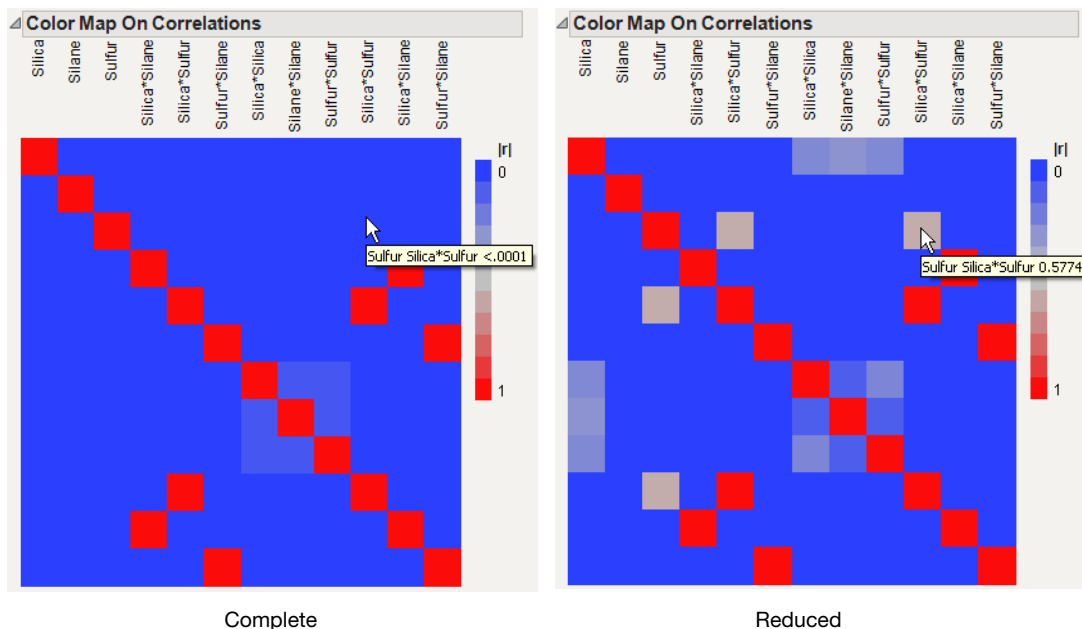 Color Map On Correlations
Silica
Silane
Sulfur
Silica*Silane
Silica*Sulfur
Sulfur*Silane
Silica*Silica
Silane*Silane
Sulfur*Sulfur
Silica*Sulfur
Silica*Silane
Sulfur*Silane
|r|
0
1
Sulfur Silica*Sulfur <.0001
Complete
Color Map On Correlations
Silica
Silane
Sulfur
Silica*Silane
Silica*Sulfur
Sulfur*Silane
Silica*Silica
Silane*Silane
Sulfur*Sulfur
Silica*Sulfur
Silica*Silane
Sulfur*Silane
|r|
0
1
Sulfur Silica*Sulfur 0.5774
Reduced